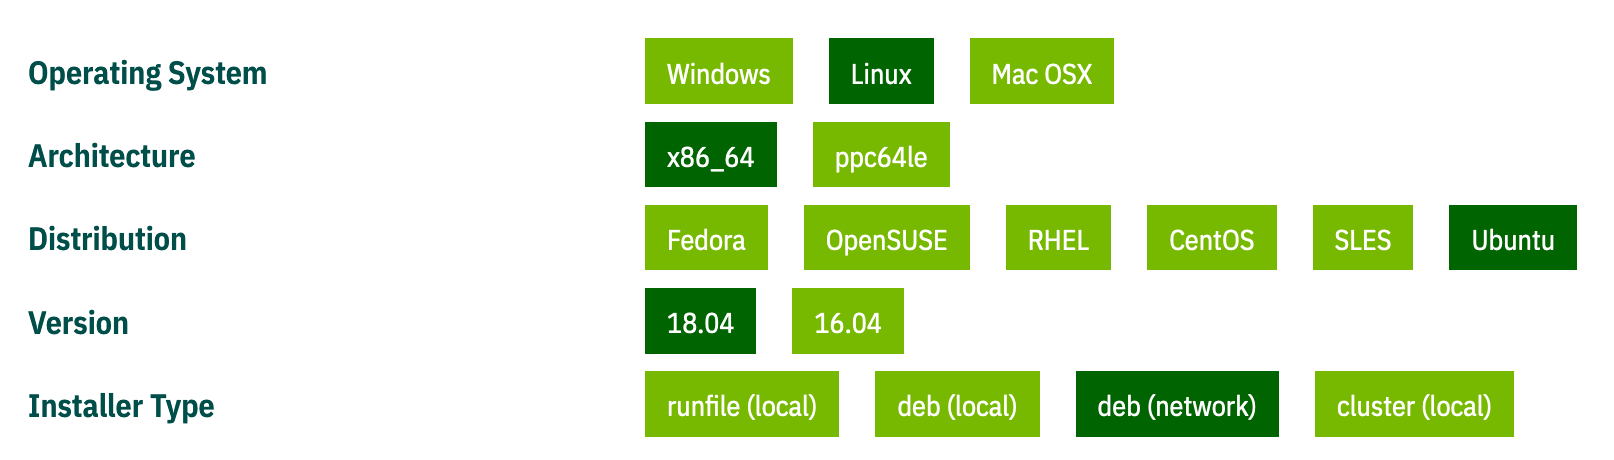 Operating System Windows Linux Mac OSX
Architecture x86_64 ppc64le
Distribution Fedora OpenSUSE RHEL CentOS SLES Ubuntu
Version 18.04 16.04
Installer Type runfile (local) deb (local) deb (network) cluster (local)